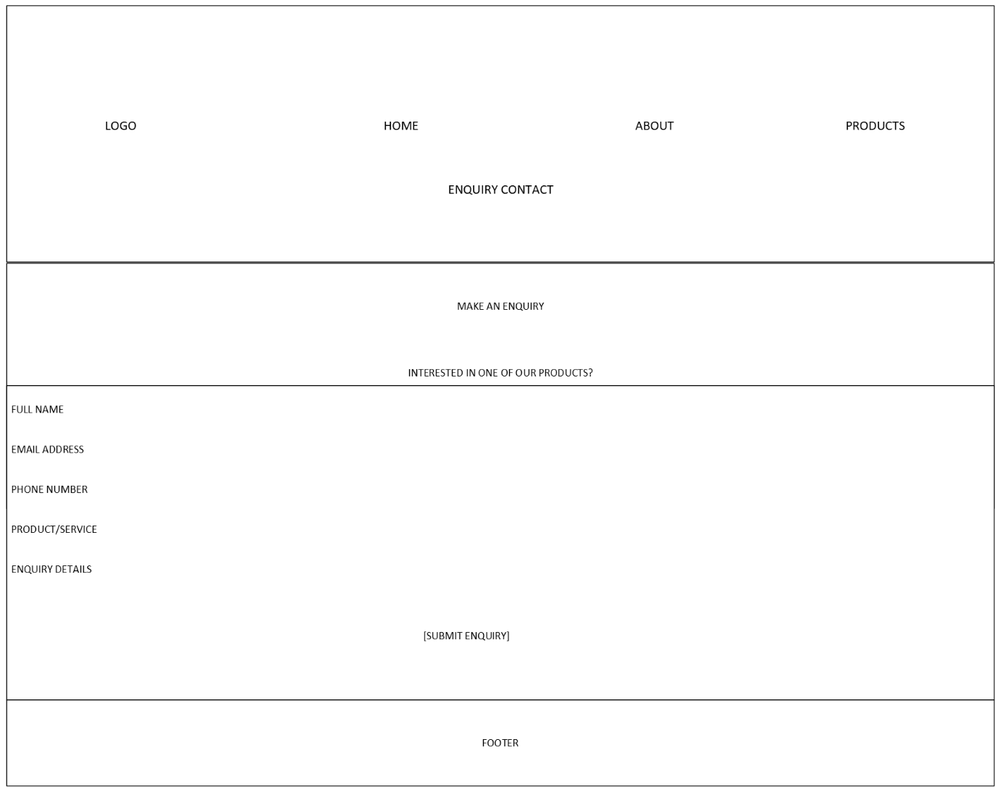 LOGO HOME ABOUT PRODUCTS
ENQUIRY CONTACT
MAKE AN ENQUIRY
INTERESTED IN ONE OF OUR PRODUCTS?
FULL NAME
EMAIL ADDRESS
PHONE NUMBER
PRODUCT/SERVICE
ENQUIRY DETAILS
[SUBMIT ENQUIRY]
FOOTER